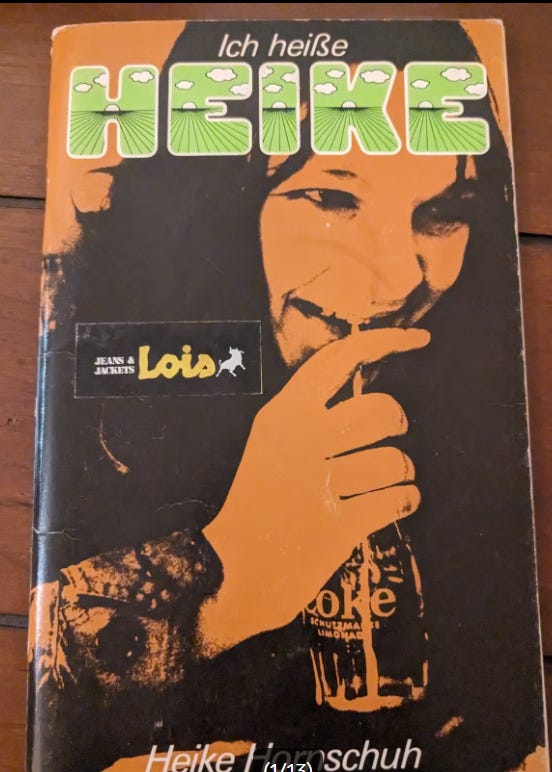 Ich heiße
HEIKE
JEANS &
JACKETS
Lois
coke
SCHUTZMARKE
LIMONADE
Heike Hornschuh
(1/13)